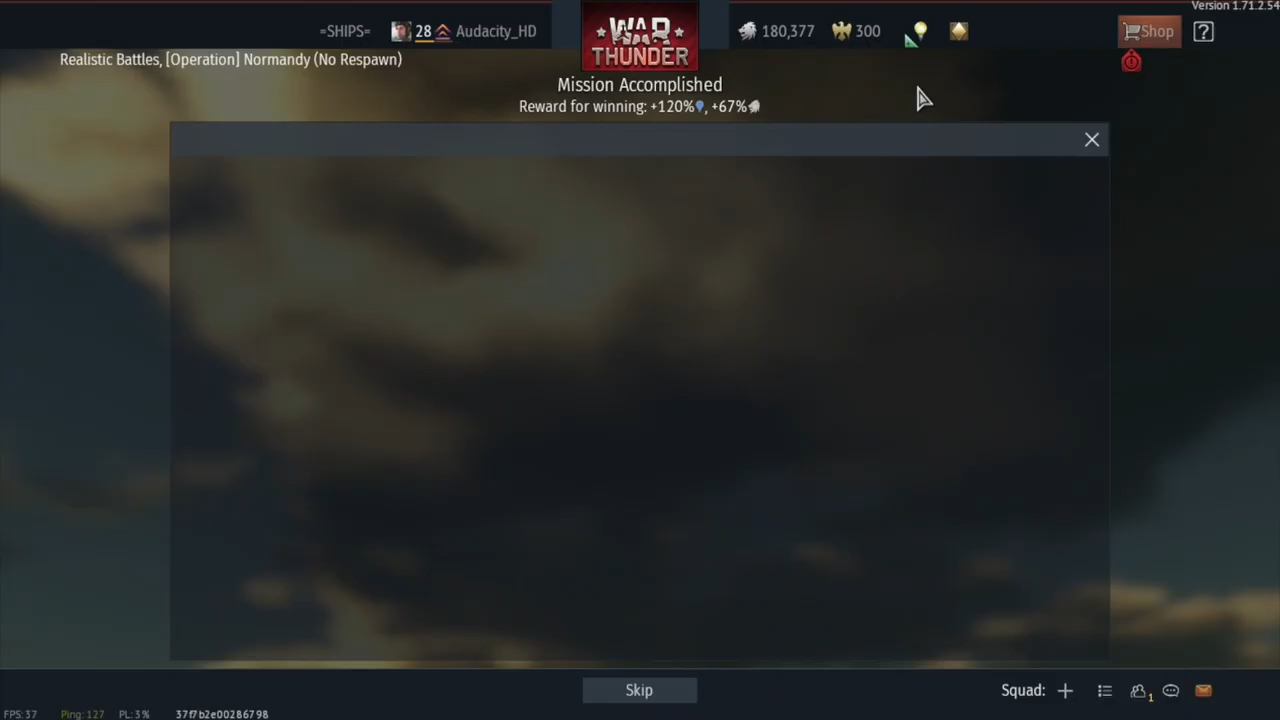 Version 1.71.2.54
=SHIPS= 28 Audacity_HD
WAR THUNDER
180,377 300 Shop ?
Realistic Battles, [Operation] Normandy (No Respawn)
Mission Accomplished
Reward for winning: +120%, +67%
Skip
Squad: + 1
FPS:37 Ping:127 PL:3% 37f7b2e00286798